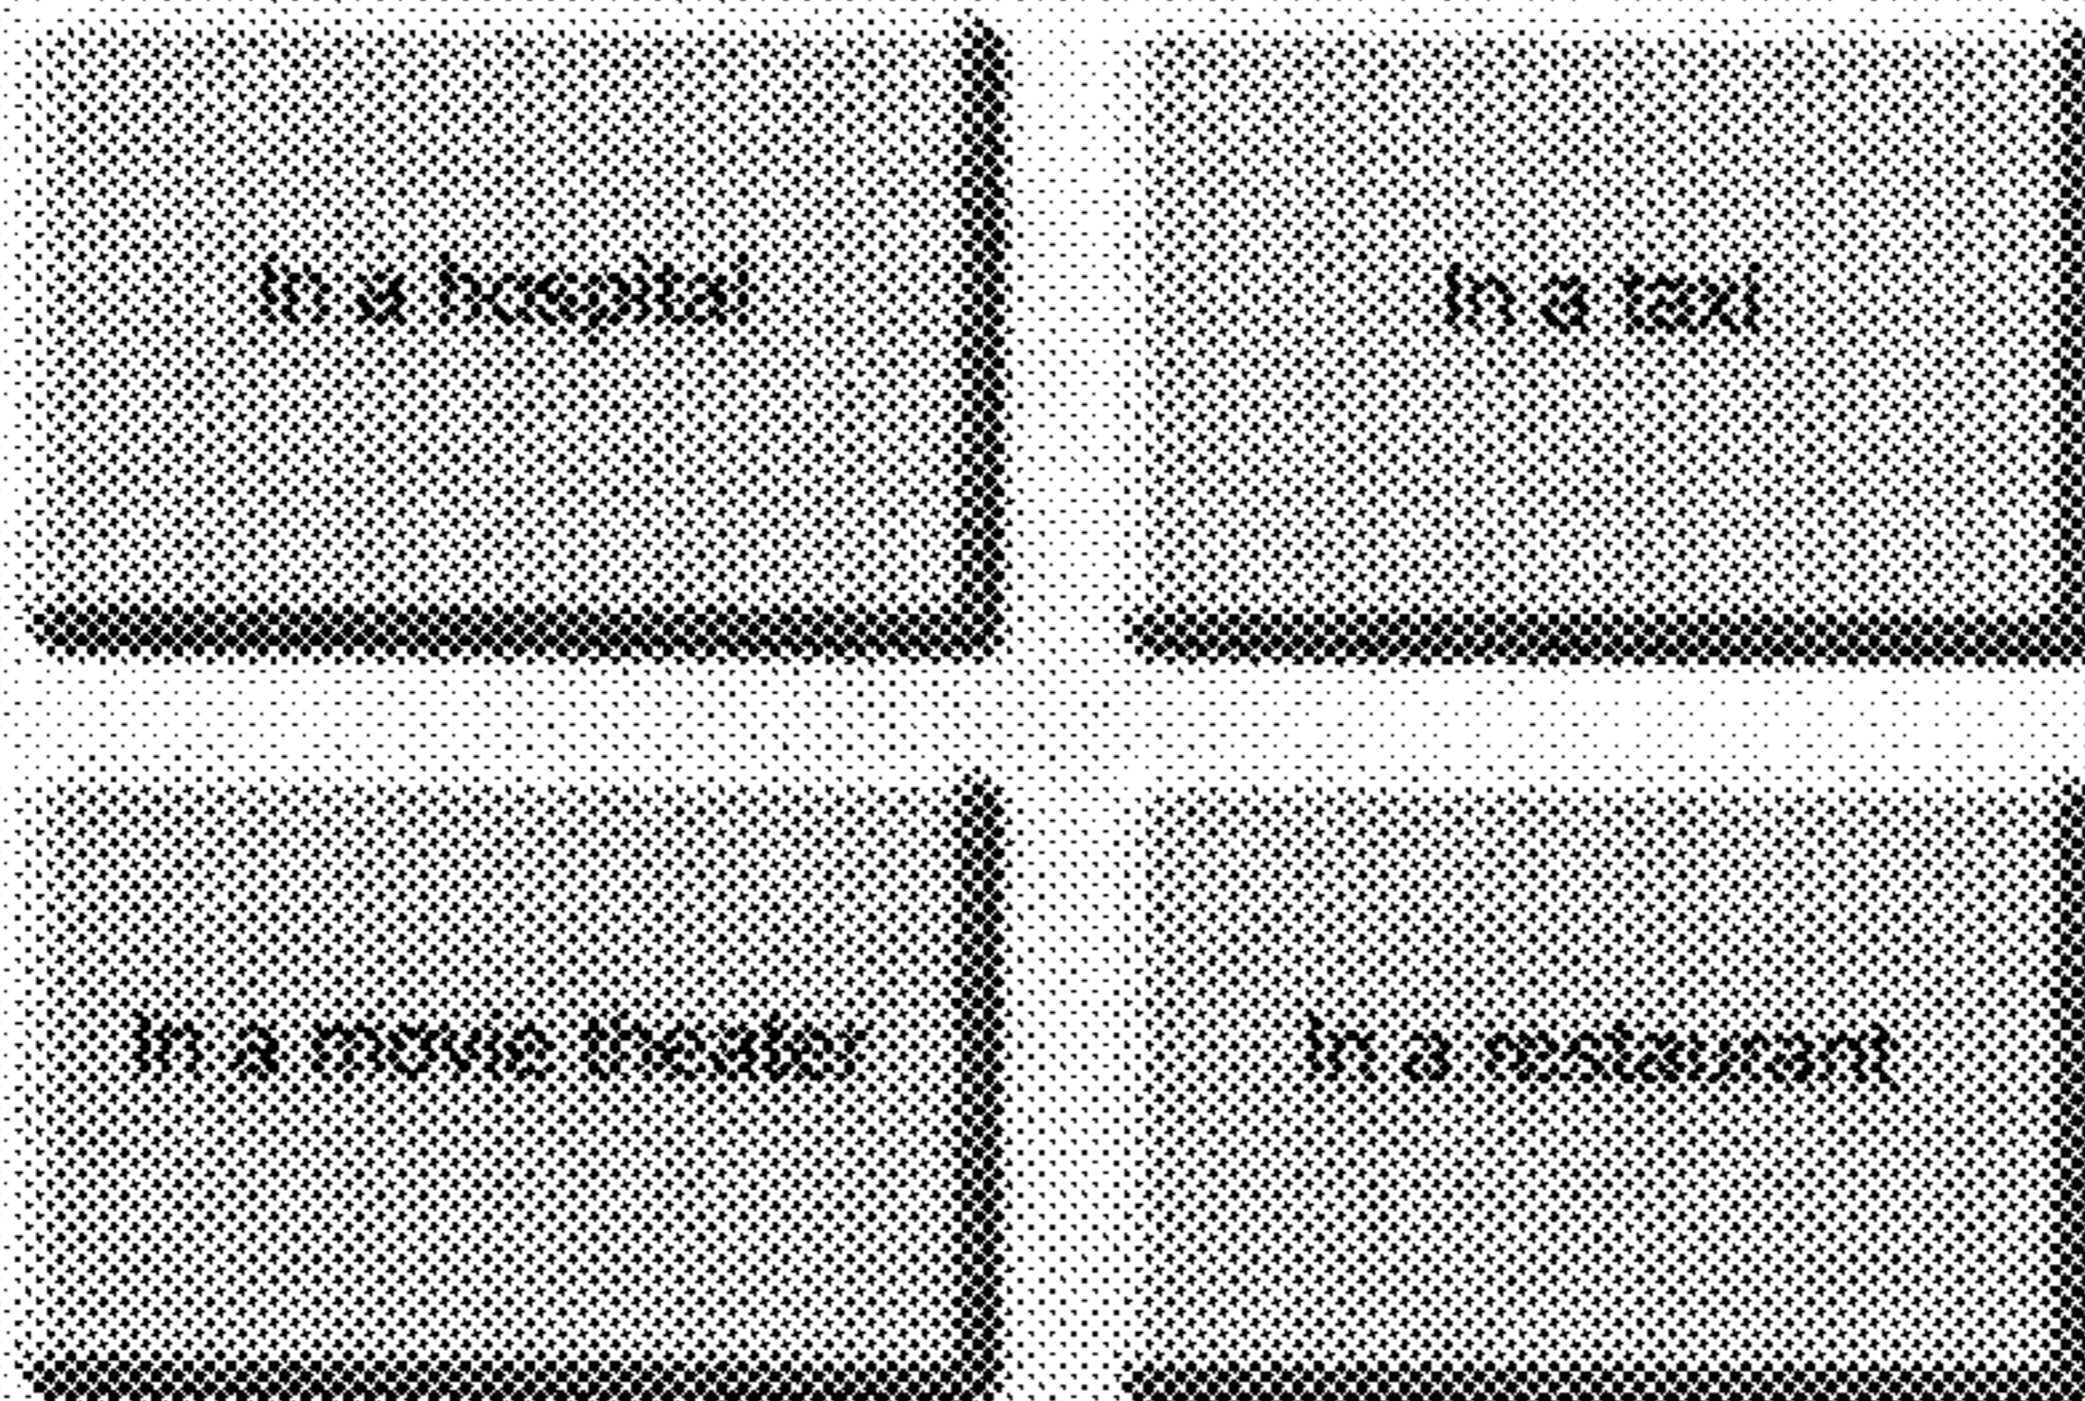 In a hospital
In a taxi
In a movie theater
In a restaurant